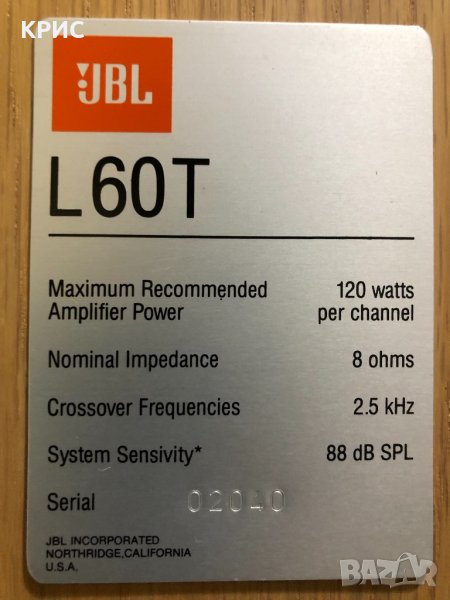 КРИС
JBL
L60T
Maximum Recommended 120 watts
Amplifier Power per channel
Nominal Impedance 8 ohms
Crossover Frequencies 2.5 kHz
System Sensivity* 88 dB SPL
Serial 02040
JBL INCORPORATED
NORTHRIDGE,CALIFORNIA
U.S.A.
BAZAR